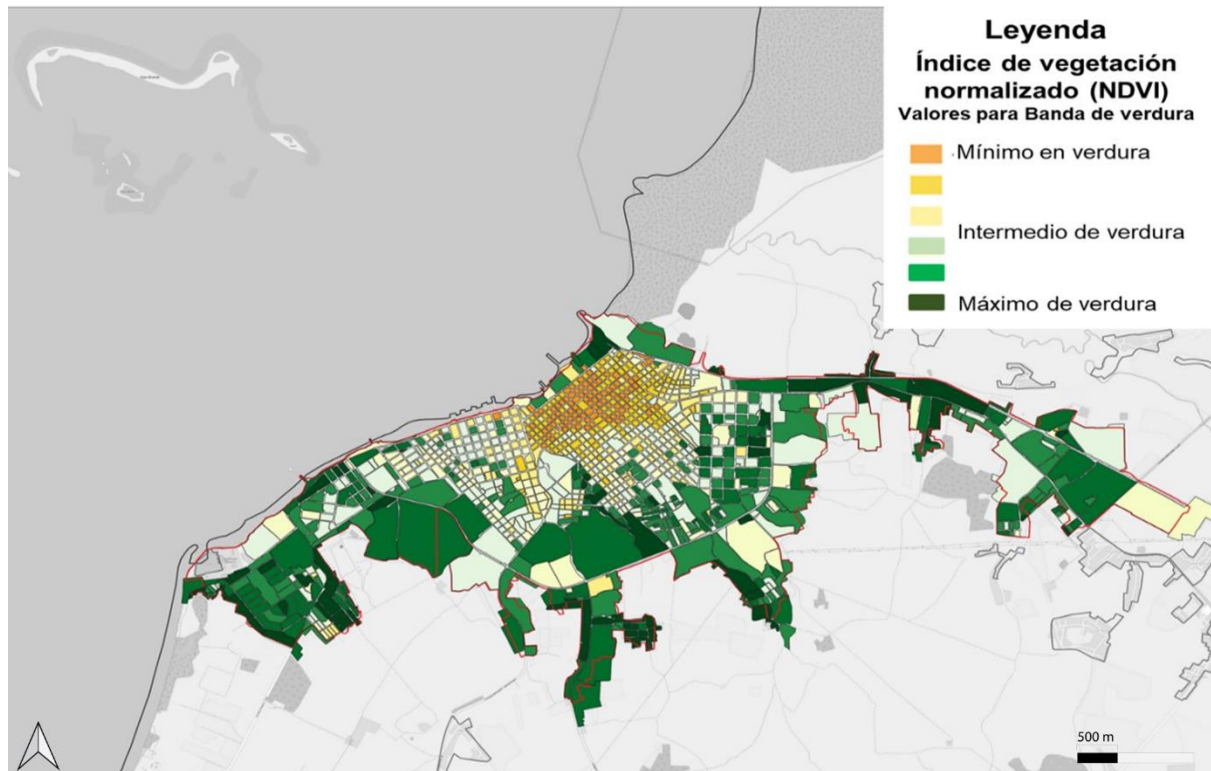 Leyenda
Índice de vegetación
normalizado (NDVI)
Valores para Banda de verdura
Mínimo en verdura
Intermedio de verdura
Máximo de verdura
500 m